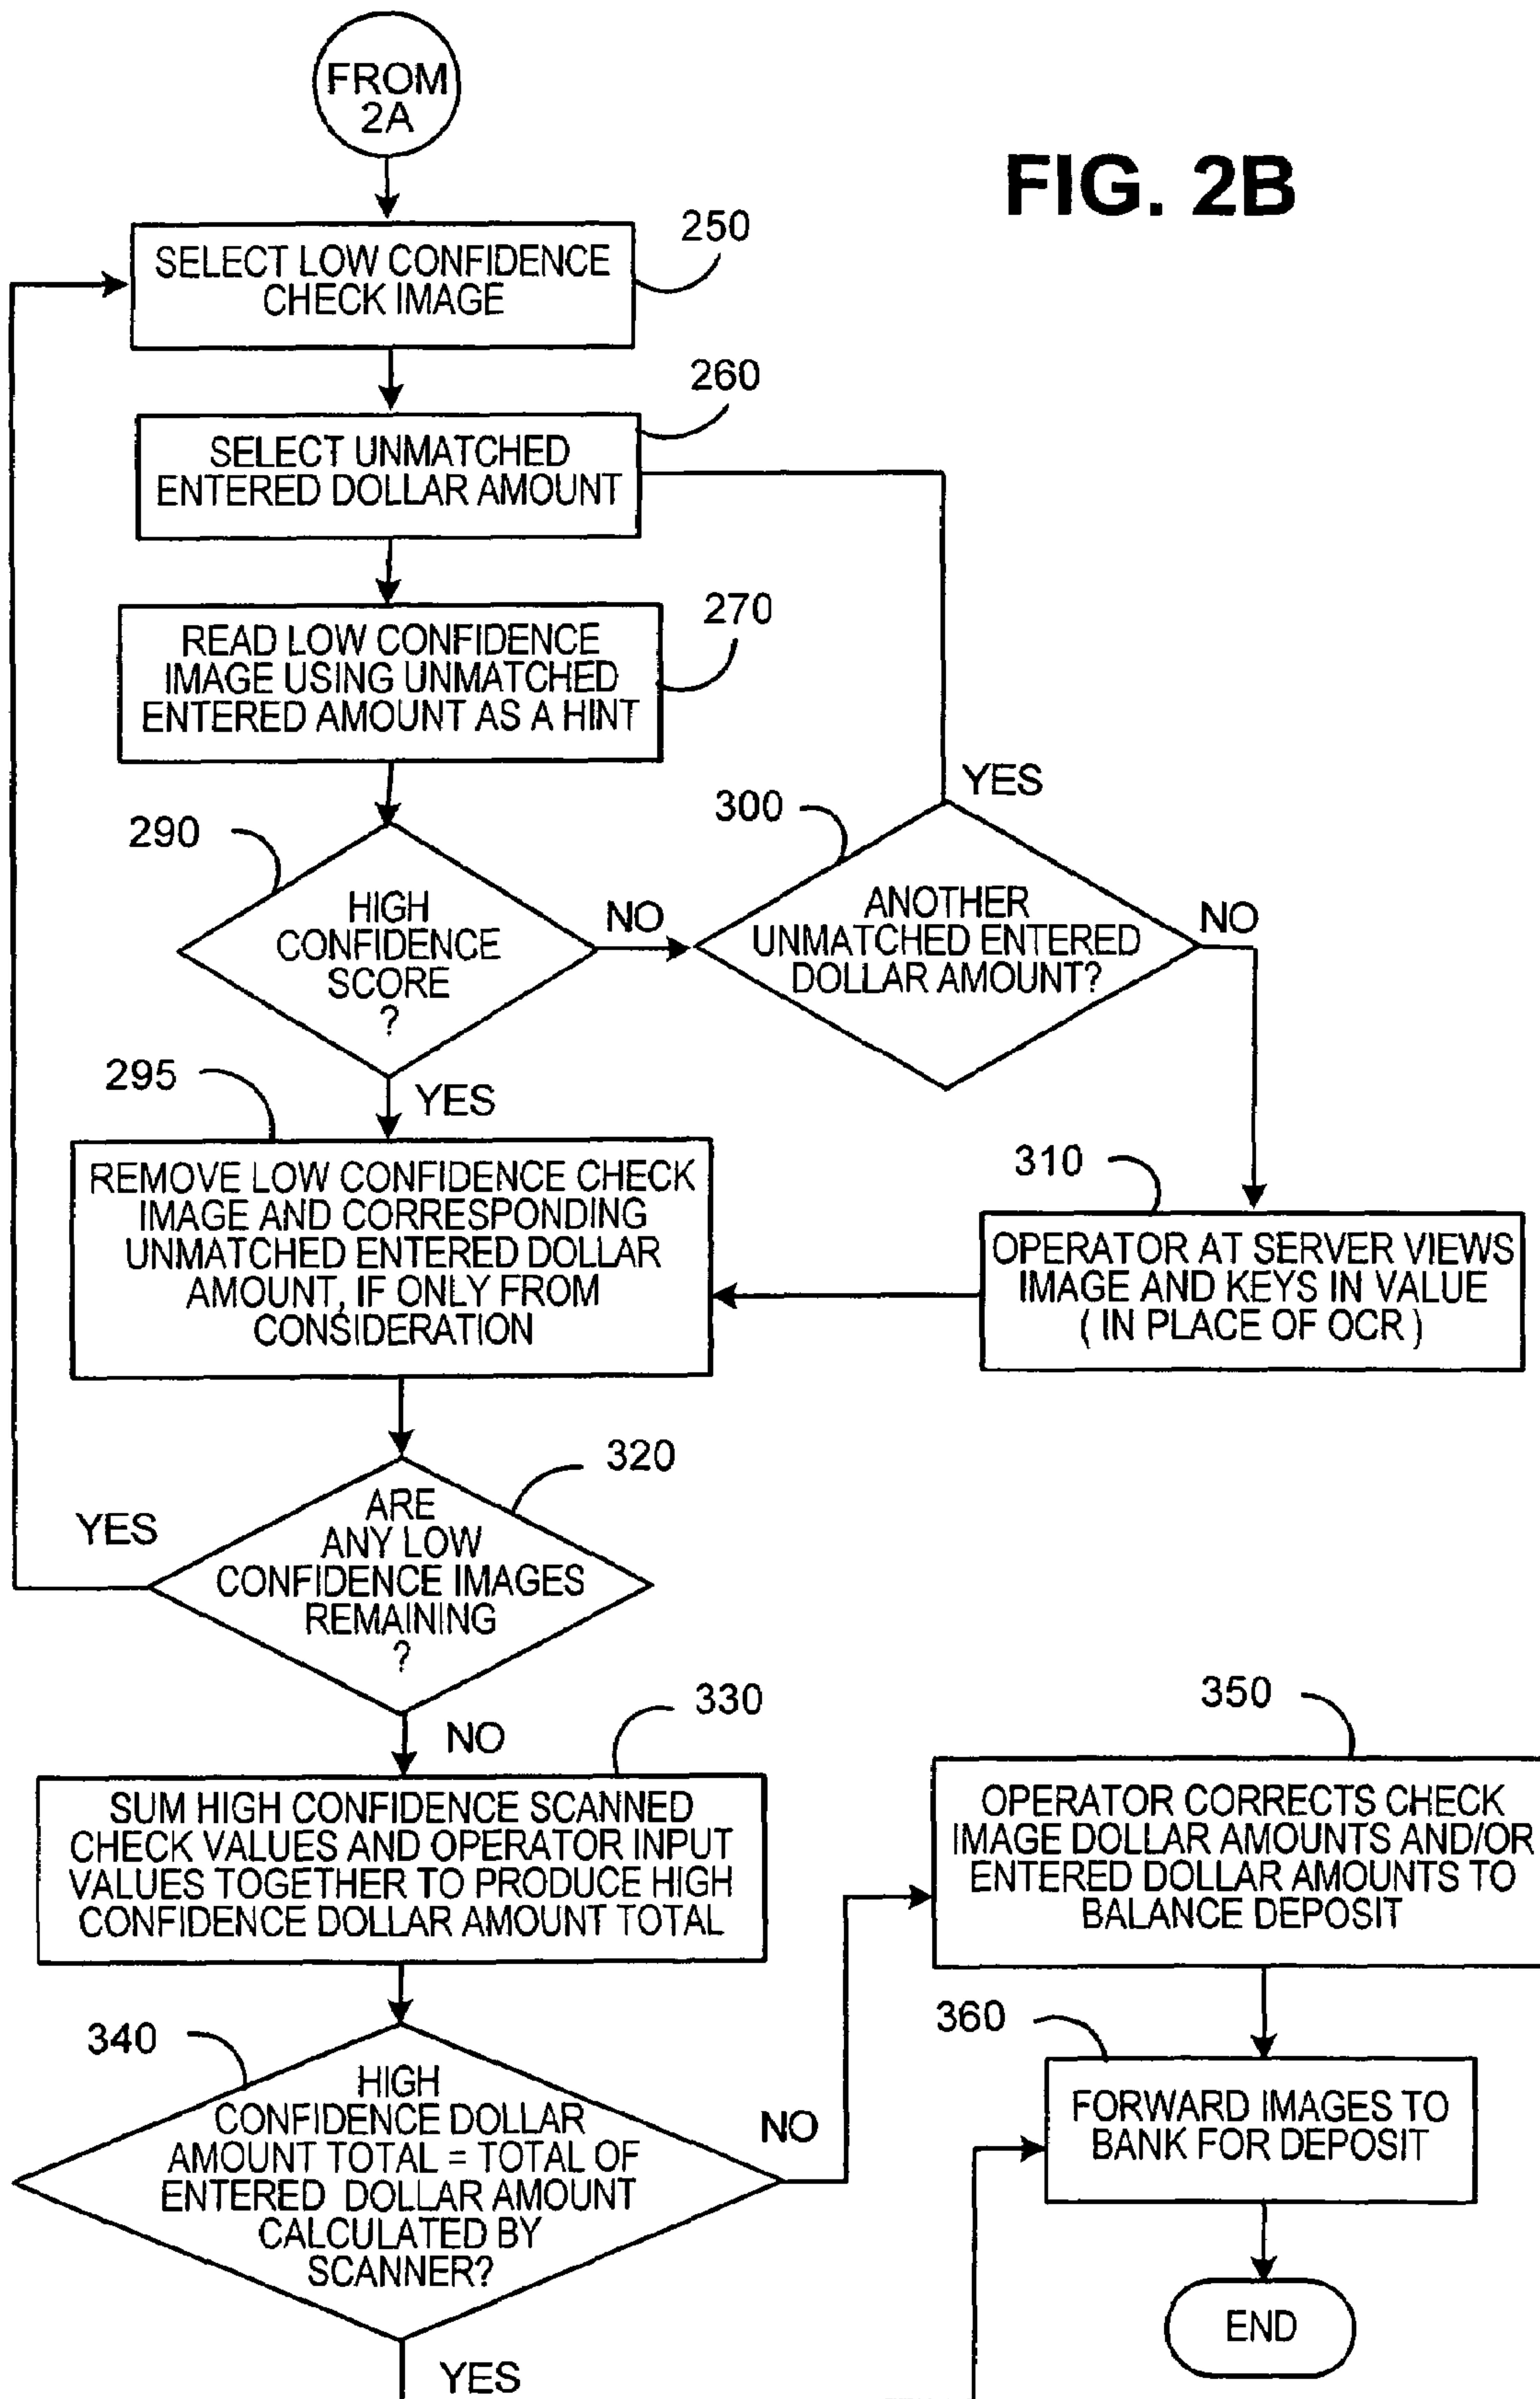 FROM
2A
FIG. 2B
250
SELECT LOW CONFIDENCE
CHECK IMAGE
260
SELECT UNMATCHED
ENTERED DOLLAR AMOUNT
270
READ LOW CONFIDENCE
IMAGE USING UNMATCHED
ENTERED AMOUNT AS A HINT
290
HIGH
CONFIDENCE
SCORE
?
NO
300
YES
ANOTHER
UNMATCHED ENTERED
DOLLAR AMOUNT?
NO
295
YES
REMOVE LOW CONFIDENCE CHECK
IMAGE AND CORRESPONDING
UNMATCHED ENTERED DOLLAR
AMOUNT, IF ONLY FROM
CONSIDERATION
310
OPERATOR AT SERVER VIEWS
IMAGE AND KEYS IN VALUE
( IN PLACE OF OCR )
320
YES
ARE
ANY LOW
CONFIDENCE IMAGES
REMAINING
?
NO
330
SUM HIGH CONFIDENCE SCANNED
CHECK VALUES AND OPERATOR INPUT
VALUES TOGETHER TO PRODUCE HIGH
CONFIDENCE DOLLAR AMOUNT TOTAL
350
OPERATOR CORRECTS CHECK
IMAGE DOLLAR AMOUNTS AND/OR
ENTERED DOLLAR AMOUNTS TO
BALANCE DEPOSIT
340
HIGH
CONFIDENCE DOLLAR
AMOUNT TOTAL = TOTAL OF
ENTERED DOLLAR AMOUNT
CALCULATED BY
SCANNER?
NO
YES
360
FORWARD IMAGES TO
BANK FOR DEPOSIT
END